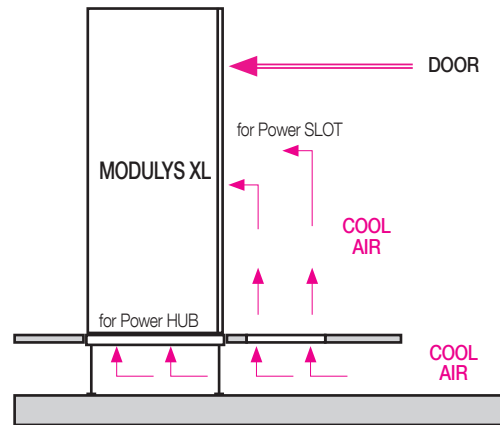 DOOR
for Power SLOT
MODULYS XL
COOL
AIR
for Power HUB
COOL
AIR